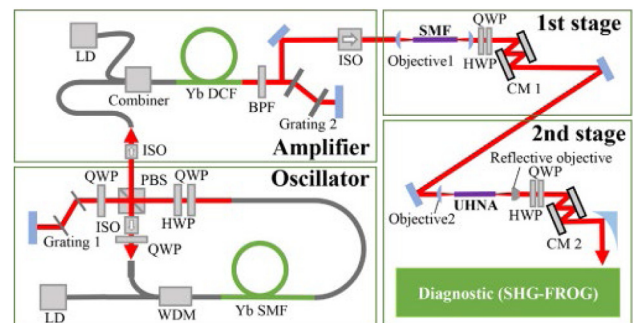 LD
Combiner
Yb DCF
BPF
Grating 2
ISO
ISO
Amplifier
1st stage
SMF
QWP
Objective1
HWP
CM 1
2nd stage
Reflective objective
QWP
Objective2
UHNA
HWP
CM 2
Diagnostic (SHG-FROG)
Oscillator
QWP
PBS
QWP
Grating 1
ISO
HWP
QWP
LD
WDM
Yb SMF